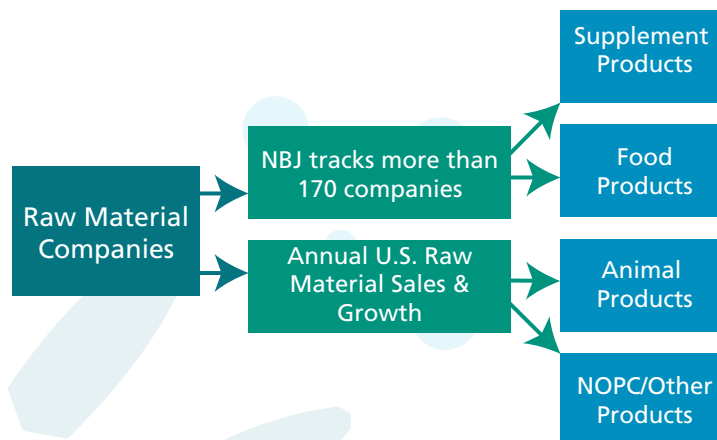 Raw Material
Companies
NBJ tracks more than
170 companies
Annual U.S. Raw
Material Sales &
Growth
Supplement
Products
Food
Products
Animal
Products
NOPC/Other
Products